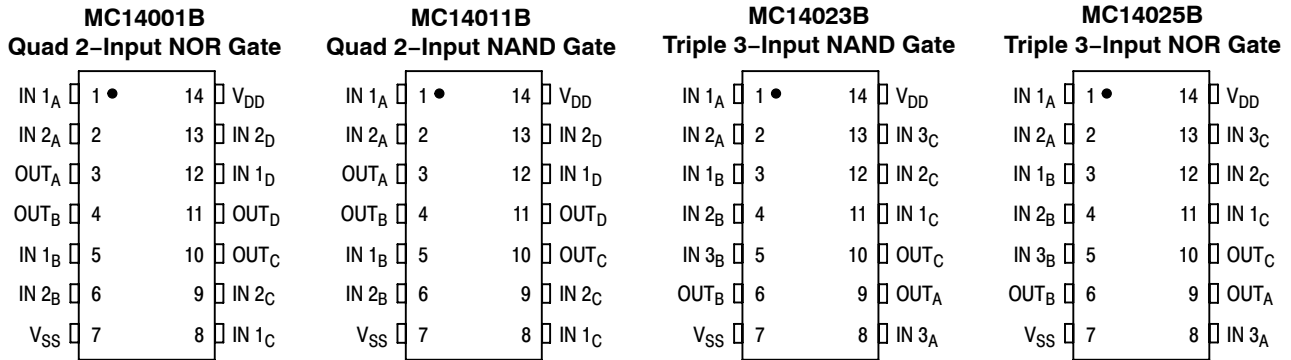 MC14001B
Quad 2–Input NOR Gate
IN 1A 1 14 VDD
IN 2A 2 13 IN 2D
OUTA 3 12 IN 1D
OUTB 4 11 OUTD
IN 1B 5 10 OUTC
IN 2B 6 9 IN 2C
VSS 7 8 IN 1C
MC14011B
Quad 2–Input NAND Gate
IN 1A 1 14 VDD
IN 2A 2 13 IN 2D
OUTA 3 12 IN 1D
OUTB 4 11 OUTD
IN 1B 5 10 OUTC
IN 2B 6 9 IN 2C
VSS 7 8 IN 1C
MC14023B
Triple 3–Input NAND Gate
IN 1A 1 14 VDD
IN 2A 2 13 IN 3C
IN 1B 3 12 IN 2C
IN 2B 4 11 IN 1C
IN 3B 5 10 OUTC
OUTB 6 9 OUTA
VSS 7 8 IN 3A
MC14025B
Triple 3–Input NOR Gate
IN 1A 1 14 VDD
IN 2A 2 13 IN 3C
IN 1B 3 12 IN 2C
IN 2B 4 11 IN 1C
IN 3B 5 10 OUTC
OUTB 6 9 OUTA
VSS 7 8 IN 3A